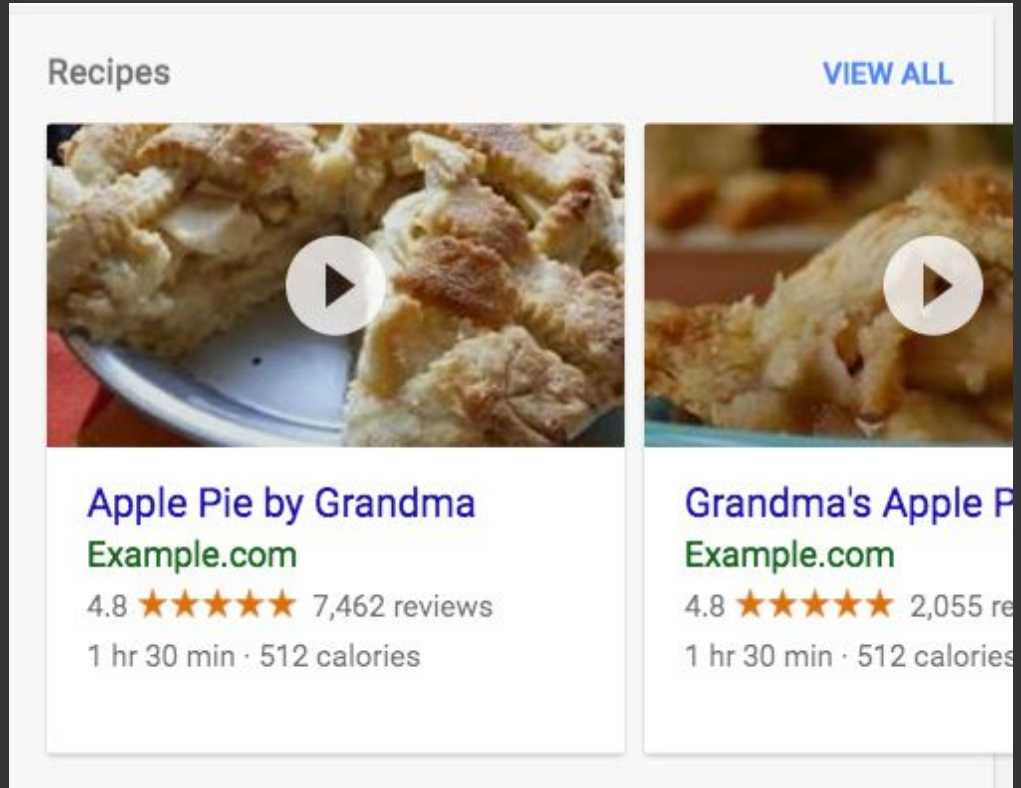 Recipes
VIEW ALL
Apple Pie by Grandma
Example.com
4.8 ★★★★★ 7,462 reviews
1 hr 30 min · 512 calories
Grandma's Apple P
Example.com
4.8 ★★★★★ 2,055 re
1 hr 30 min · 512 calories